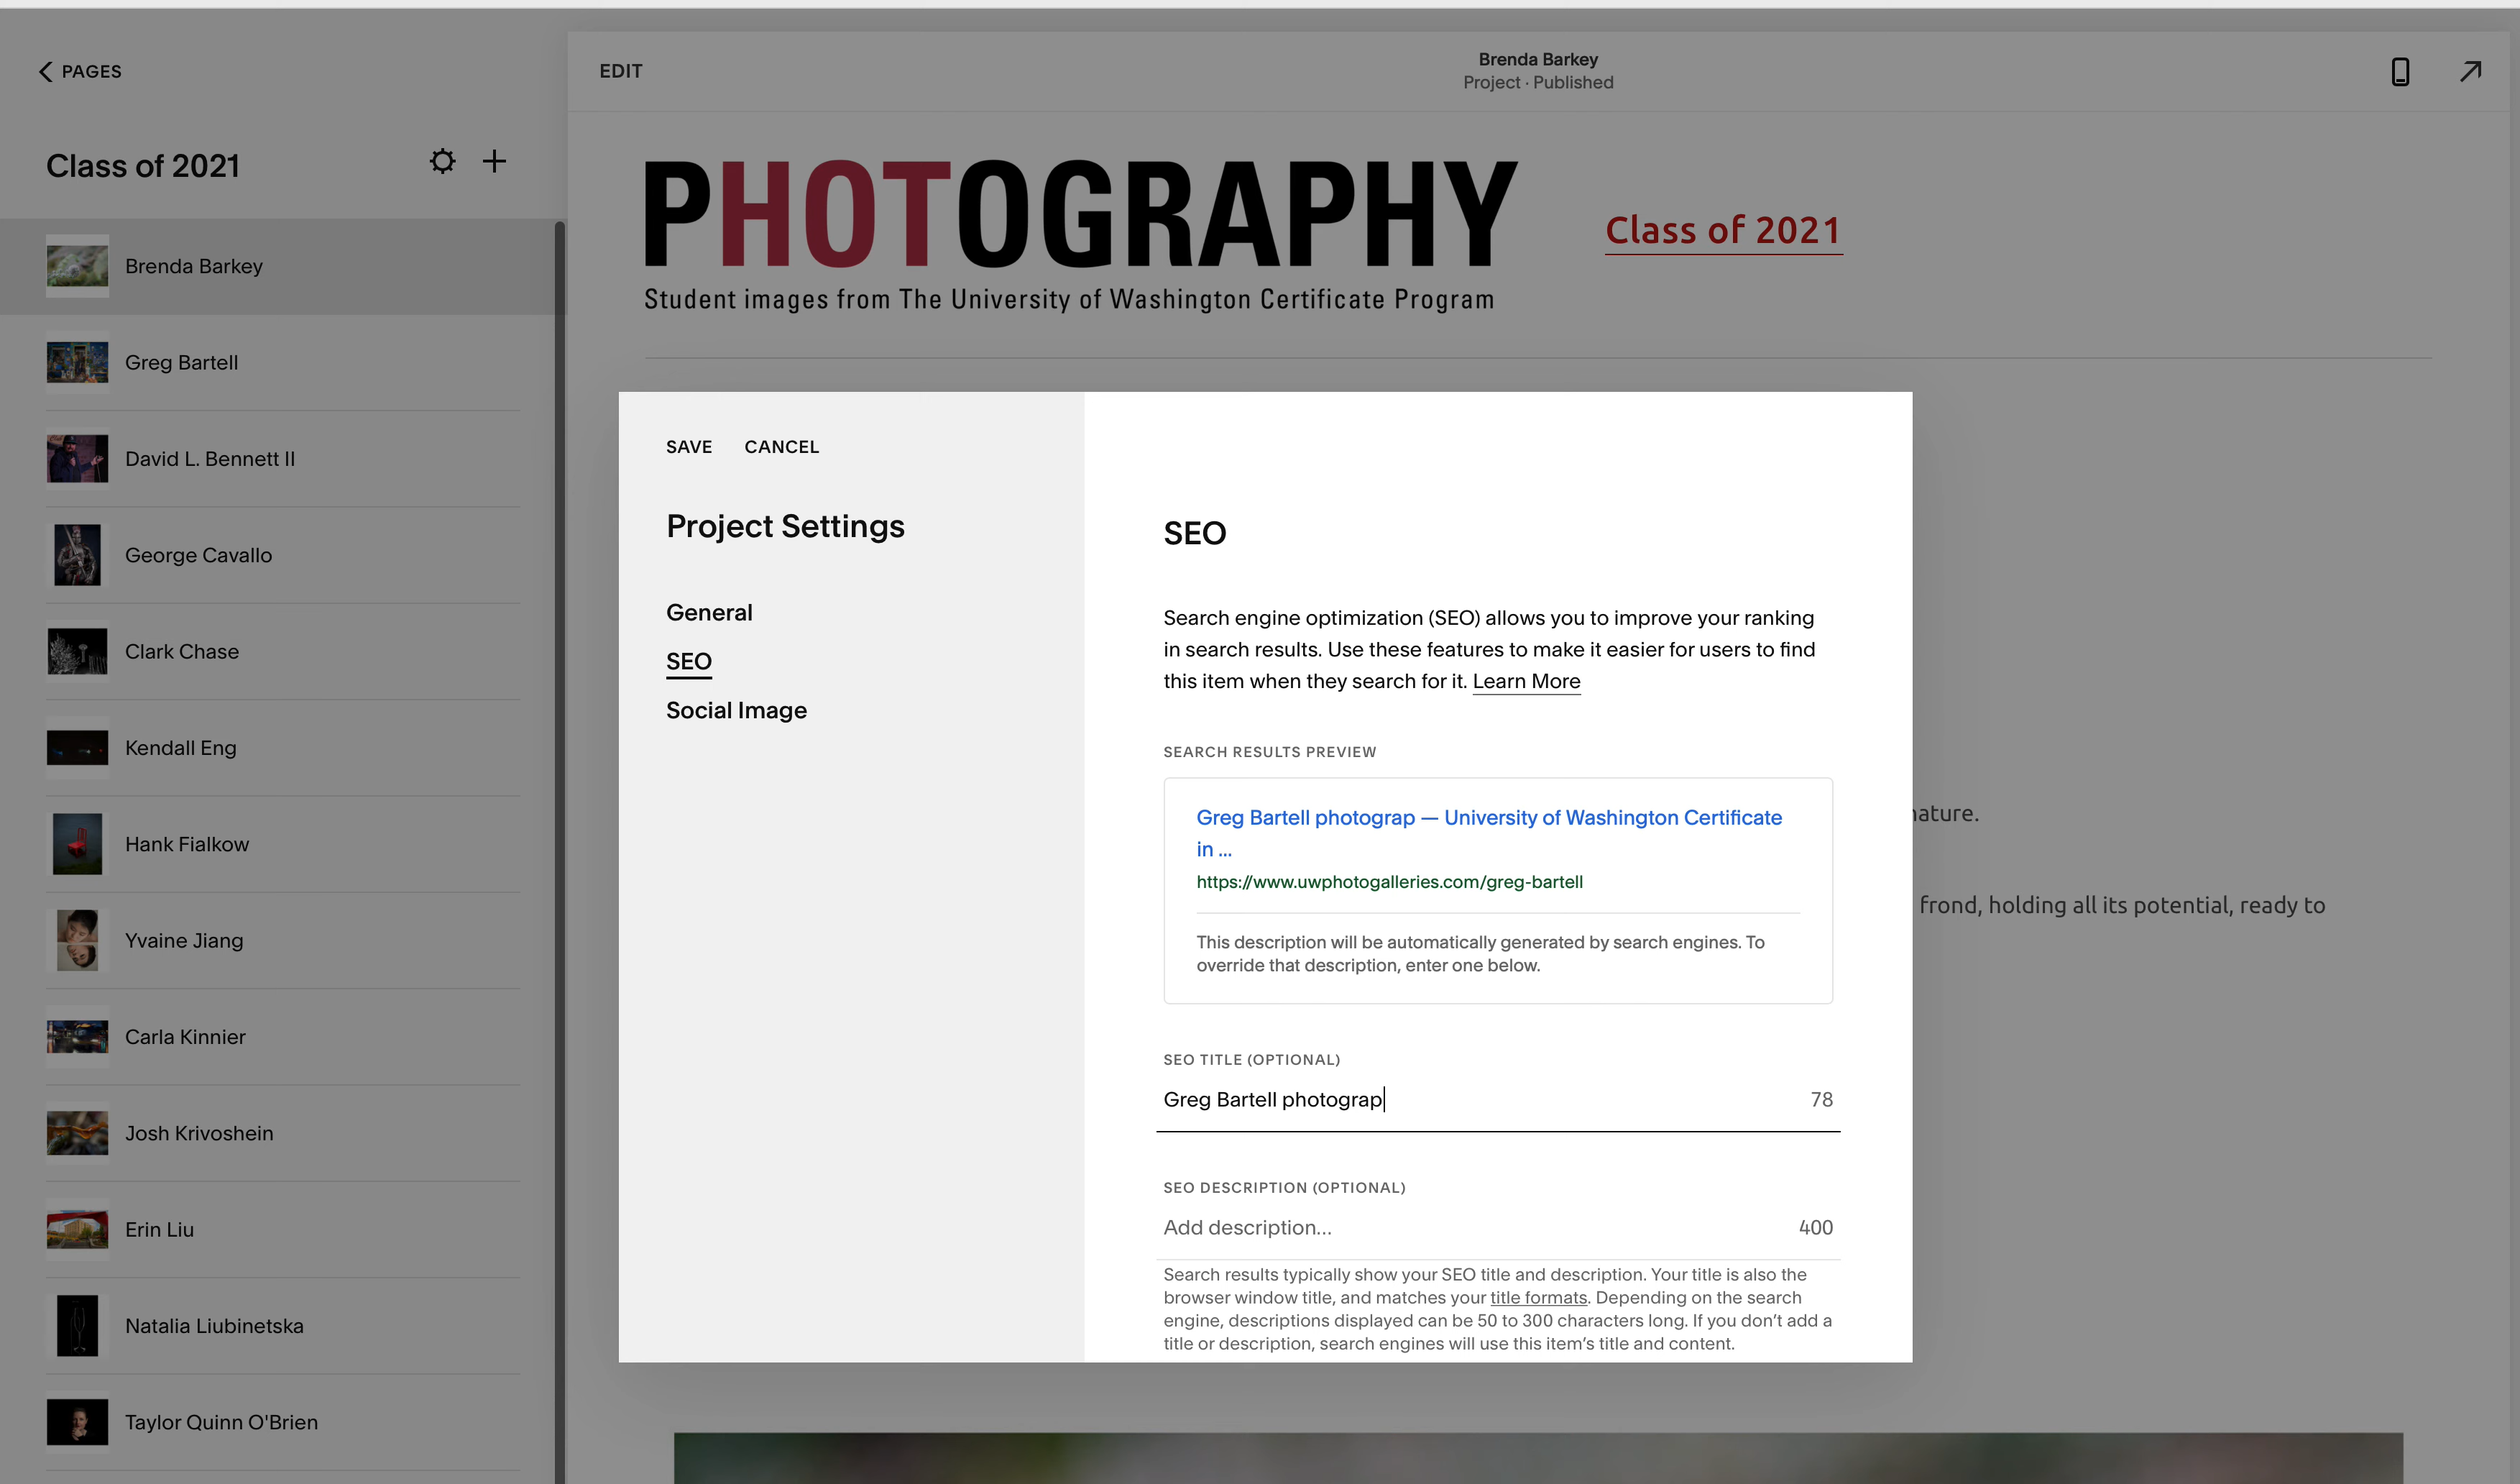 PAGES
Class of 2021
Brenda Barkey
Greg Bartell
David L. Bennett II
George Cavallo
Clark Chase
Kendall Eng
Hank Fialkow
Yvaine Jiang
Carla Kinnier
Josh Krivoshein
Erin Liu
Natalia Liubinetska
Taylor Quinn O'Brien
EDIT
Brenda Barkey
Project · Published
PHOTOGRAPHY
Student images from The University of Washington Certificate Program
Class of 2021
SAVE CANCEL
Project Settings
General
SEO
Social Image
SEO
Search engine optimization (SEO) allows you to improve your ranking
in search results. Use these features to make it easier for users to find
this item when they search for it. Learn More
SEARCH RESULTS PREVIEW
Greg Bartell photograp — University of Washington Certificate
in ...
https://www.uwphotogalleries.com/greg-bartell
This description will be automatically generated by search engines. To
override that description, enter one below.
SEO TITLE (OPTIONAL)
Greg Bartell photograp 78
SEO DESCRIPTION (OPTIONAL)
Add description... 400
Search results typically show your SEO title and description. Your title is also the
browser window title, and matches your title formats. Depending on the search
engine, descriptions displayed can be 50 to 300 characters long. If you don’t add a
title or description, search engines will use this item’s title and content.
frond, holding all its potential, ready to